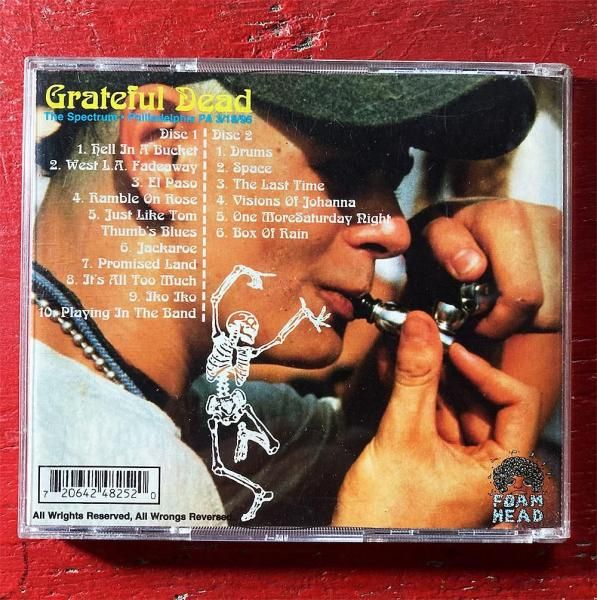 Grateful Dead
The Spectrum • Philadelphia PA 3/18/95
Disc 1
1. Hell In A Bucket
2. West L.A. Fadeaway
3. El Paso
4. Ramble On Rose
5. Just Like Tom
Thumb's Blues
6. Jackaroe
7. Promised Land
8. It's All Too Much
9. Iko Iko
10. Playing In The Band
Disc 2
1. Drums
2. Space
3. The Last Time
4. Visions Of Johanna
5. One MoreSaturday Night
6. Box Of Rain
7 20642 48252 0
All Wrights Reserved, All Wrongs Reversed
FOAM
HEAD